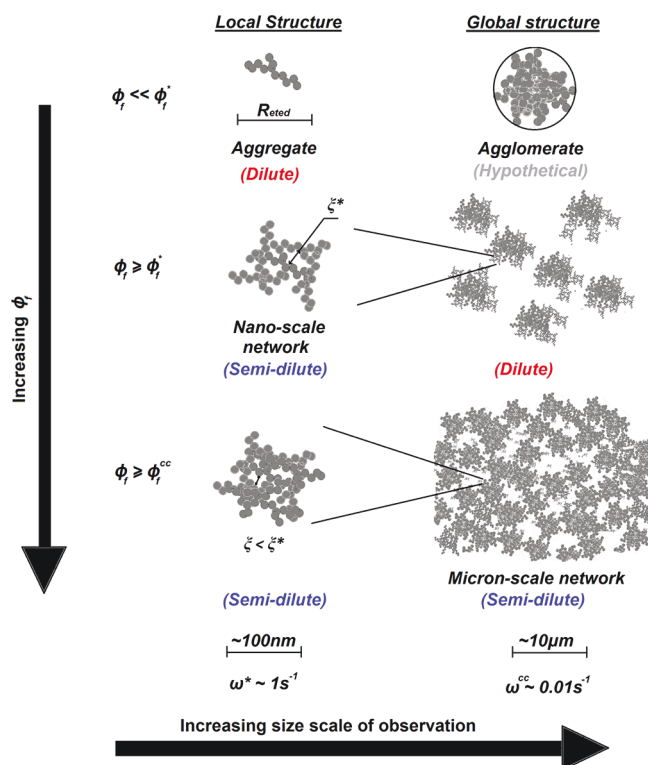 Local Structure
Global structure
ϕf << ϕf*
Reted
Aggregate
Agglomerate
(Dilute)
(Hypothetical)
ξ*
ϕf ⩾ ϕf*
Nano-scale
network
(Semi-dilute)
(Dilute)
Increasing ϕf
ϕf ⩾ ϕfcc
ξ < ξ*
Micron-scale network
(Semi-dilute)
(Semi-dilute)
~100nm
~10µm
ω* ~ 1s-1
ωcc~ 0.01s-1
Increasing size scale of observation